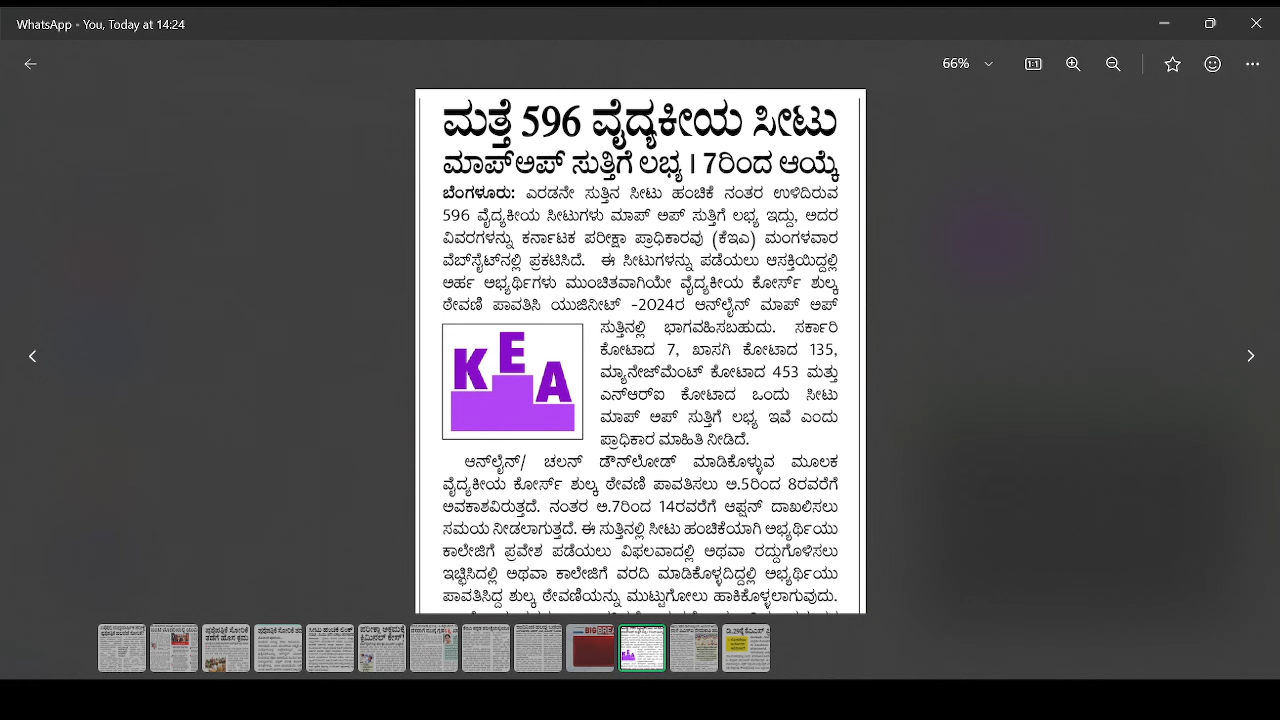 WhatsApp - You, Today at 14:24
66%
ಮತ್ತೆ 596 ವೈದ್ಯಕೀಯ ಸೀಟು
ಮಾಪ್‌ಅಪ್ ಸುತ್ತಿಗೆ ಲಭ್ಯ । 7ರಿಂದ ಆಯ್ಕೆ
ಬೆಂಗಳೂರು: ಎರಡನೇ ಸುತ್ತಿನ ಸೀಟು ಹಂಚಿಕೆ ನಂತರ ಉಳಿದಿರುವ
596 ವೈದ್ಯಕೀಯ ಸೀಟುಗಳು ಮಾಪ್ ಅಪ್ ಸುತ್ತಿಗೆ ಲಭ್ಯ ಇದ್ದು, ಅದರ
ವಿವರಗಳನ್ನು ಕರ್ನಾಟಕ ಪರೀಕ್ಷಾ ಪ್ರಾಧಿಕಾರವು (ಕೆಇಎ) ಮಂಗಳವಾರ
ವೆಬ್‌ಸೈಟ್‌ನಲ್ಲಿ ಪ್ರಕಟಿಸಿದೆ. ಈ ಸೀಟುಗಳನ್ನು ಪಡೆಯಲು ಆಸಕ್ತಿಯಿದ್ದಲ್ಲಿ
ಅರ್ಹ ಅಭ್ಯರ್ಥಿಗಳು ಮುಂಚಿತವಾಗಿಯೇ ವೈದ್ಯಕೀಯ ಕೋರ್ಸ್ ಶುಲ್ಕ
ಠೇವಣಿ ಪಾವತಿಸಿ ಯುಜಿನೀಟ್ -2024ರ ಆನ್‌ಲೈನ್ ಮಾಪ್ ಅಪ್
ಸುತ್ತಿನಲ್ಲಿ ಭಾಗವಹಿಸಬಹುದು. ಸರ್ಕಾರಿ
ಕೋಟಾದ 7, ಖಾಸಗಿ ಕೋಟಾದ 135,
ಮ್ಯಾನೇಜ್‌ಮೆಂಟ್ ಕೋಟಾದ 453 ಮತ್ತು
ಎನ್‌ಆರ್‌ಐ ಕೋಟಾದ ಒಂದು ಸೀಟು
ಮಾಪ್ ಅಪ್ ಸುತ್ತಿಗೆ ಲಭ್ಯ ಇವೆ ಎಂದು
ಪ್ರಾಧಿಕಾರ ಮಾಹಿತಿ ನೀಡಿದೆ.
KEA
ಆನ್‌ಲೈನ್/ ಚಲನ್ ಡೌನ್‌ಲೋಡ್ ಮಾಡಿಕೊಳ್ಳುವ ಮೂಲಕ
ವೈದ್ಯಕೀಯ ಕೋರ್ಸ್ ಶುಲ್ಕ ಠೇವಣಿ ಪಾವತಿಸಲು ಅ.5ರಿಂದ 8ರವರೆಗೆ
ಅವಕಾಶವಿರುತ್ತದೆ. ನಂತರ ಅ.7ರಿಂದ 14ರವರೆಗೆ ಆಪ್ಷನ್ ದಾಖಲಿಸಲು
ಸಮಯ ನೀಡಲಾಗುತ್ತದೆ. ಈ ಸುತ್ತಿನಲ್ಲಿ ಸೀಟು ಹಂಚಿಕೆಯಾಗಿ ಅಭ್ಯರ್ಥಿಯು
ಕಾಲೇಜಿಗೆ ಪ್ರವೇಶ ಪಡೆಯಲು ವಿಫಲವಾದಲ್ಲಿ ಅಥವಾ ರದ್ದುಗೊಳಿಸಲು
ಇಚ್ಛಿಸಿದಲ್ಲಿ ಅಥವಾ ಕಾಲೇಜಿಗೆ ವರದಿ ಮಾಡಿಕೊಳ್ಳದಿದ್ದಲ್ಲಿ ಅಭ್ಯರ್ಥಿಯು
ಪಾವತಿಸಿದ್ದ ಶುಲ್ಕ ಠೇವಣಿಯನ್ನು ಮುಟ್ಟುಗೋಲು ಹಾಕಿಕೊಳ್ಳಲಾಗುವುದು.